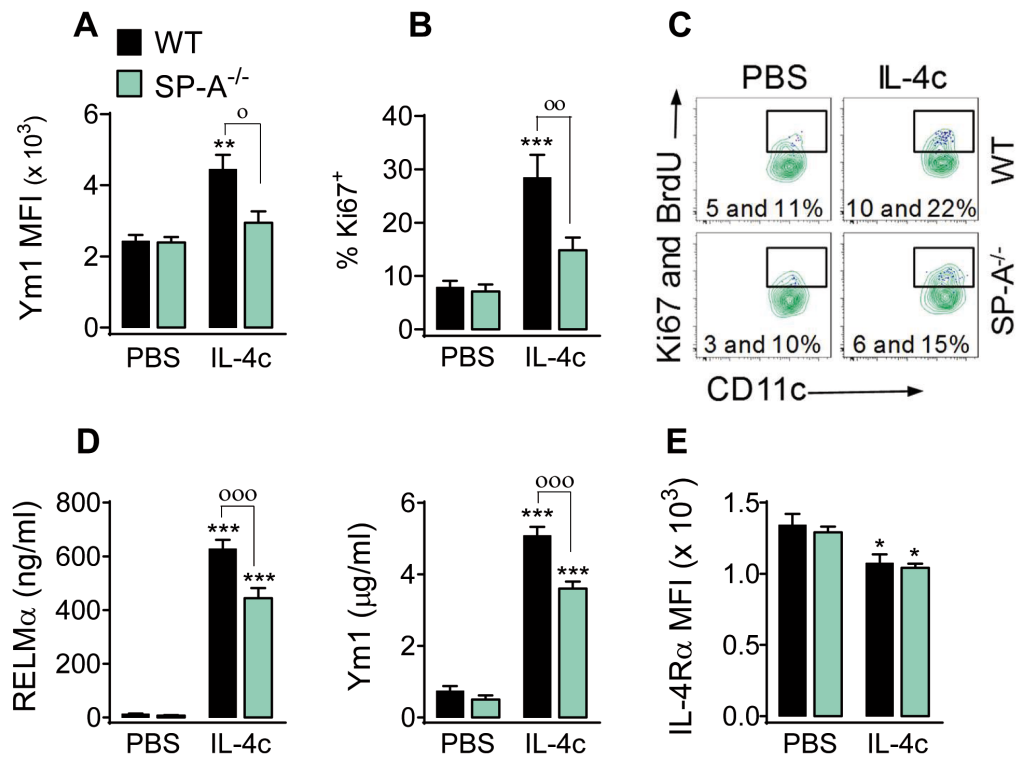 A
WT
SP-A-/-
Ym1 MFI (x 10³)
6
4
2
0
o
**
PBS
IL-4c
B
% Ki67+
40
30
20
10
0
oo
***
PBS
IL-4c
C
PBS
IL-4c
Ki67 and BrdU
5 and 11%
10 and 22%
WT
3 and 10%
6 and 15%
SP-A-/-
CD11c
D
RELMα (ng/ml)
800
600
400
200
0
ooo
***
***
PBS
IL-4c
Ym1 (μg/ml)
6
4
2
0
ooo
***
***
PBS
IL-4c
E
IL-4Rα MFI (x 10³)
1.5
1.0
0.5
0.0
*
*
PBS
IL-4c